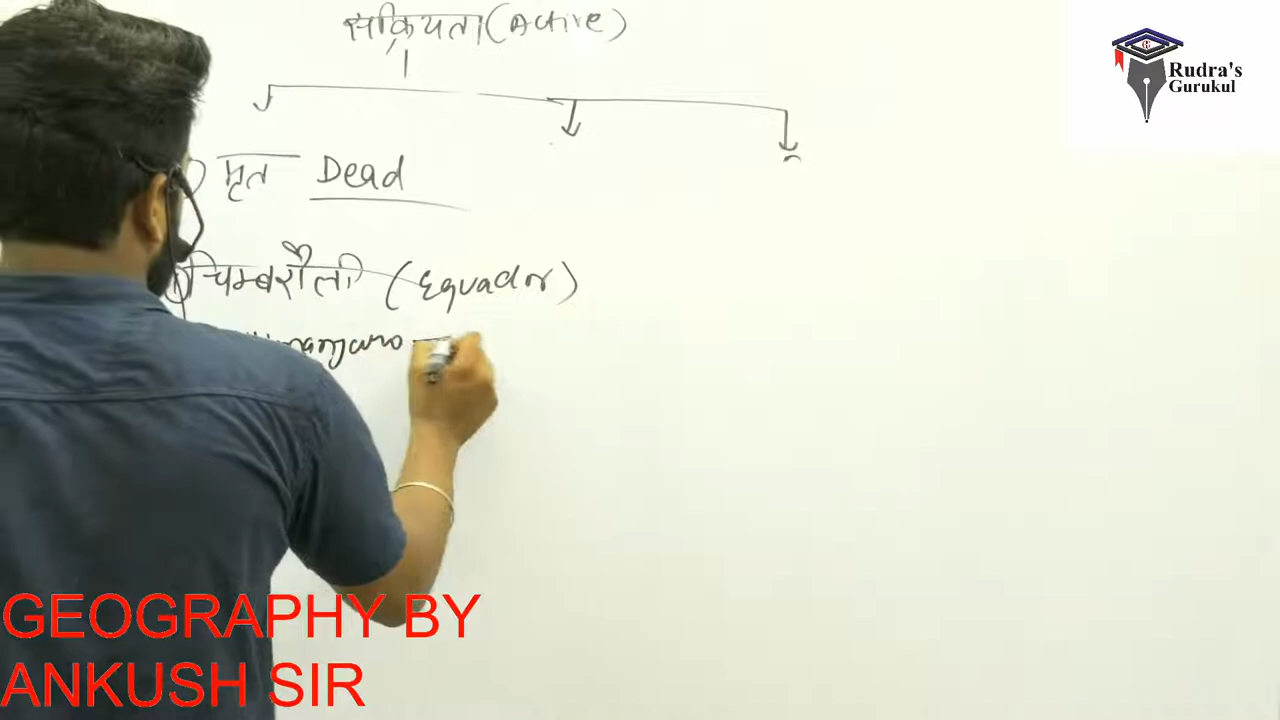 सक्रियता (Active)
Rudra's
Gurukul
मृत Dead
चिम्बरौली (Equador)
GEOGRAPHY BY
ANKUSH SIR